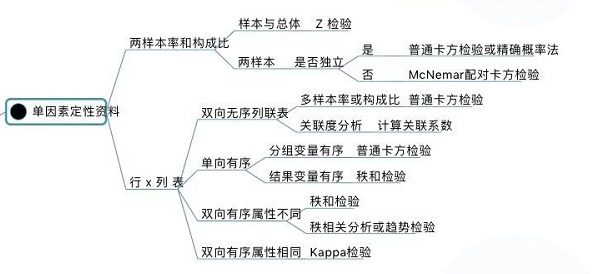 单因素定性资料
两样本率和构成比
样本与总体 Z 检验
两样本 是否独立
是 普通卡方检验或精确概率法
否 McNemar配对卡方检验
行 x 列 表
双向无序列联表
多样本率或构成比 普通卡方检验
关联度分析 计算关联系数
单向有序
分组变量有序 普通卡方检验
结果变量有序 秩和检验
双向有序属性不同
秩和检验
秩相关分析或趋势检验
双向有序属性相同 Kappa检验